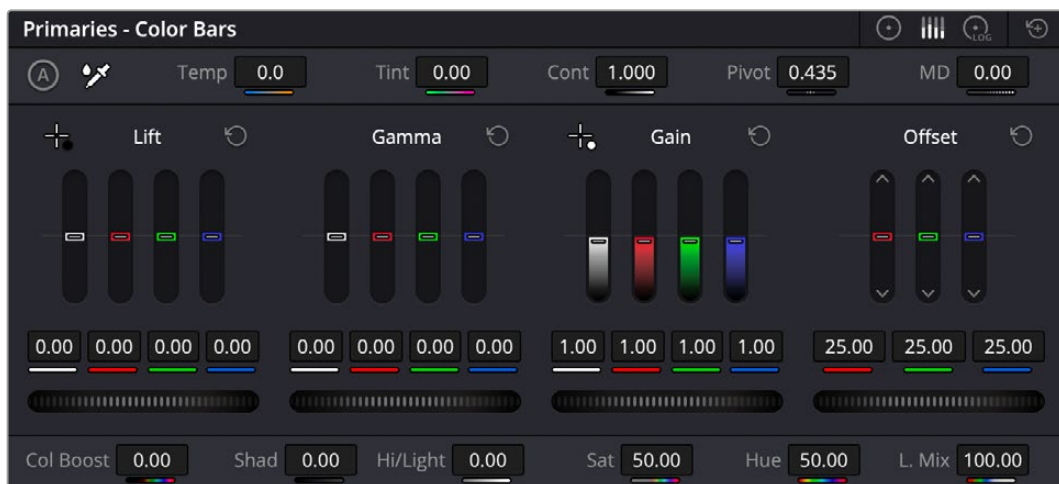 Primaries - Color Bars
LOG
A Temp 0.0 Tint 0.00 Cont 1.000 Pivot 0.435 MD 0.00
Lift Gamma Gain Offset
0.00 0.00 0.00 0.00 0.00 0.00 0.00 0.00 1.00 1.00 1.00 1.00 25.00 25.00 25.00
Col Boost 0.00 Shad 0.00 Hi/Light 0.00 Sat 50.00 Hue 50.00 L. Mix 100.00